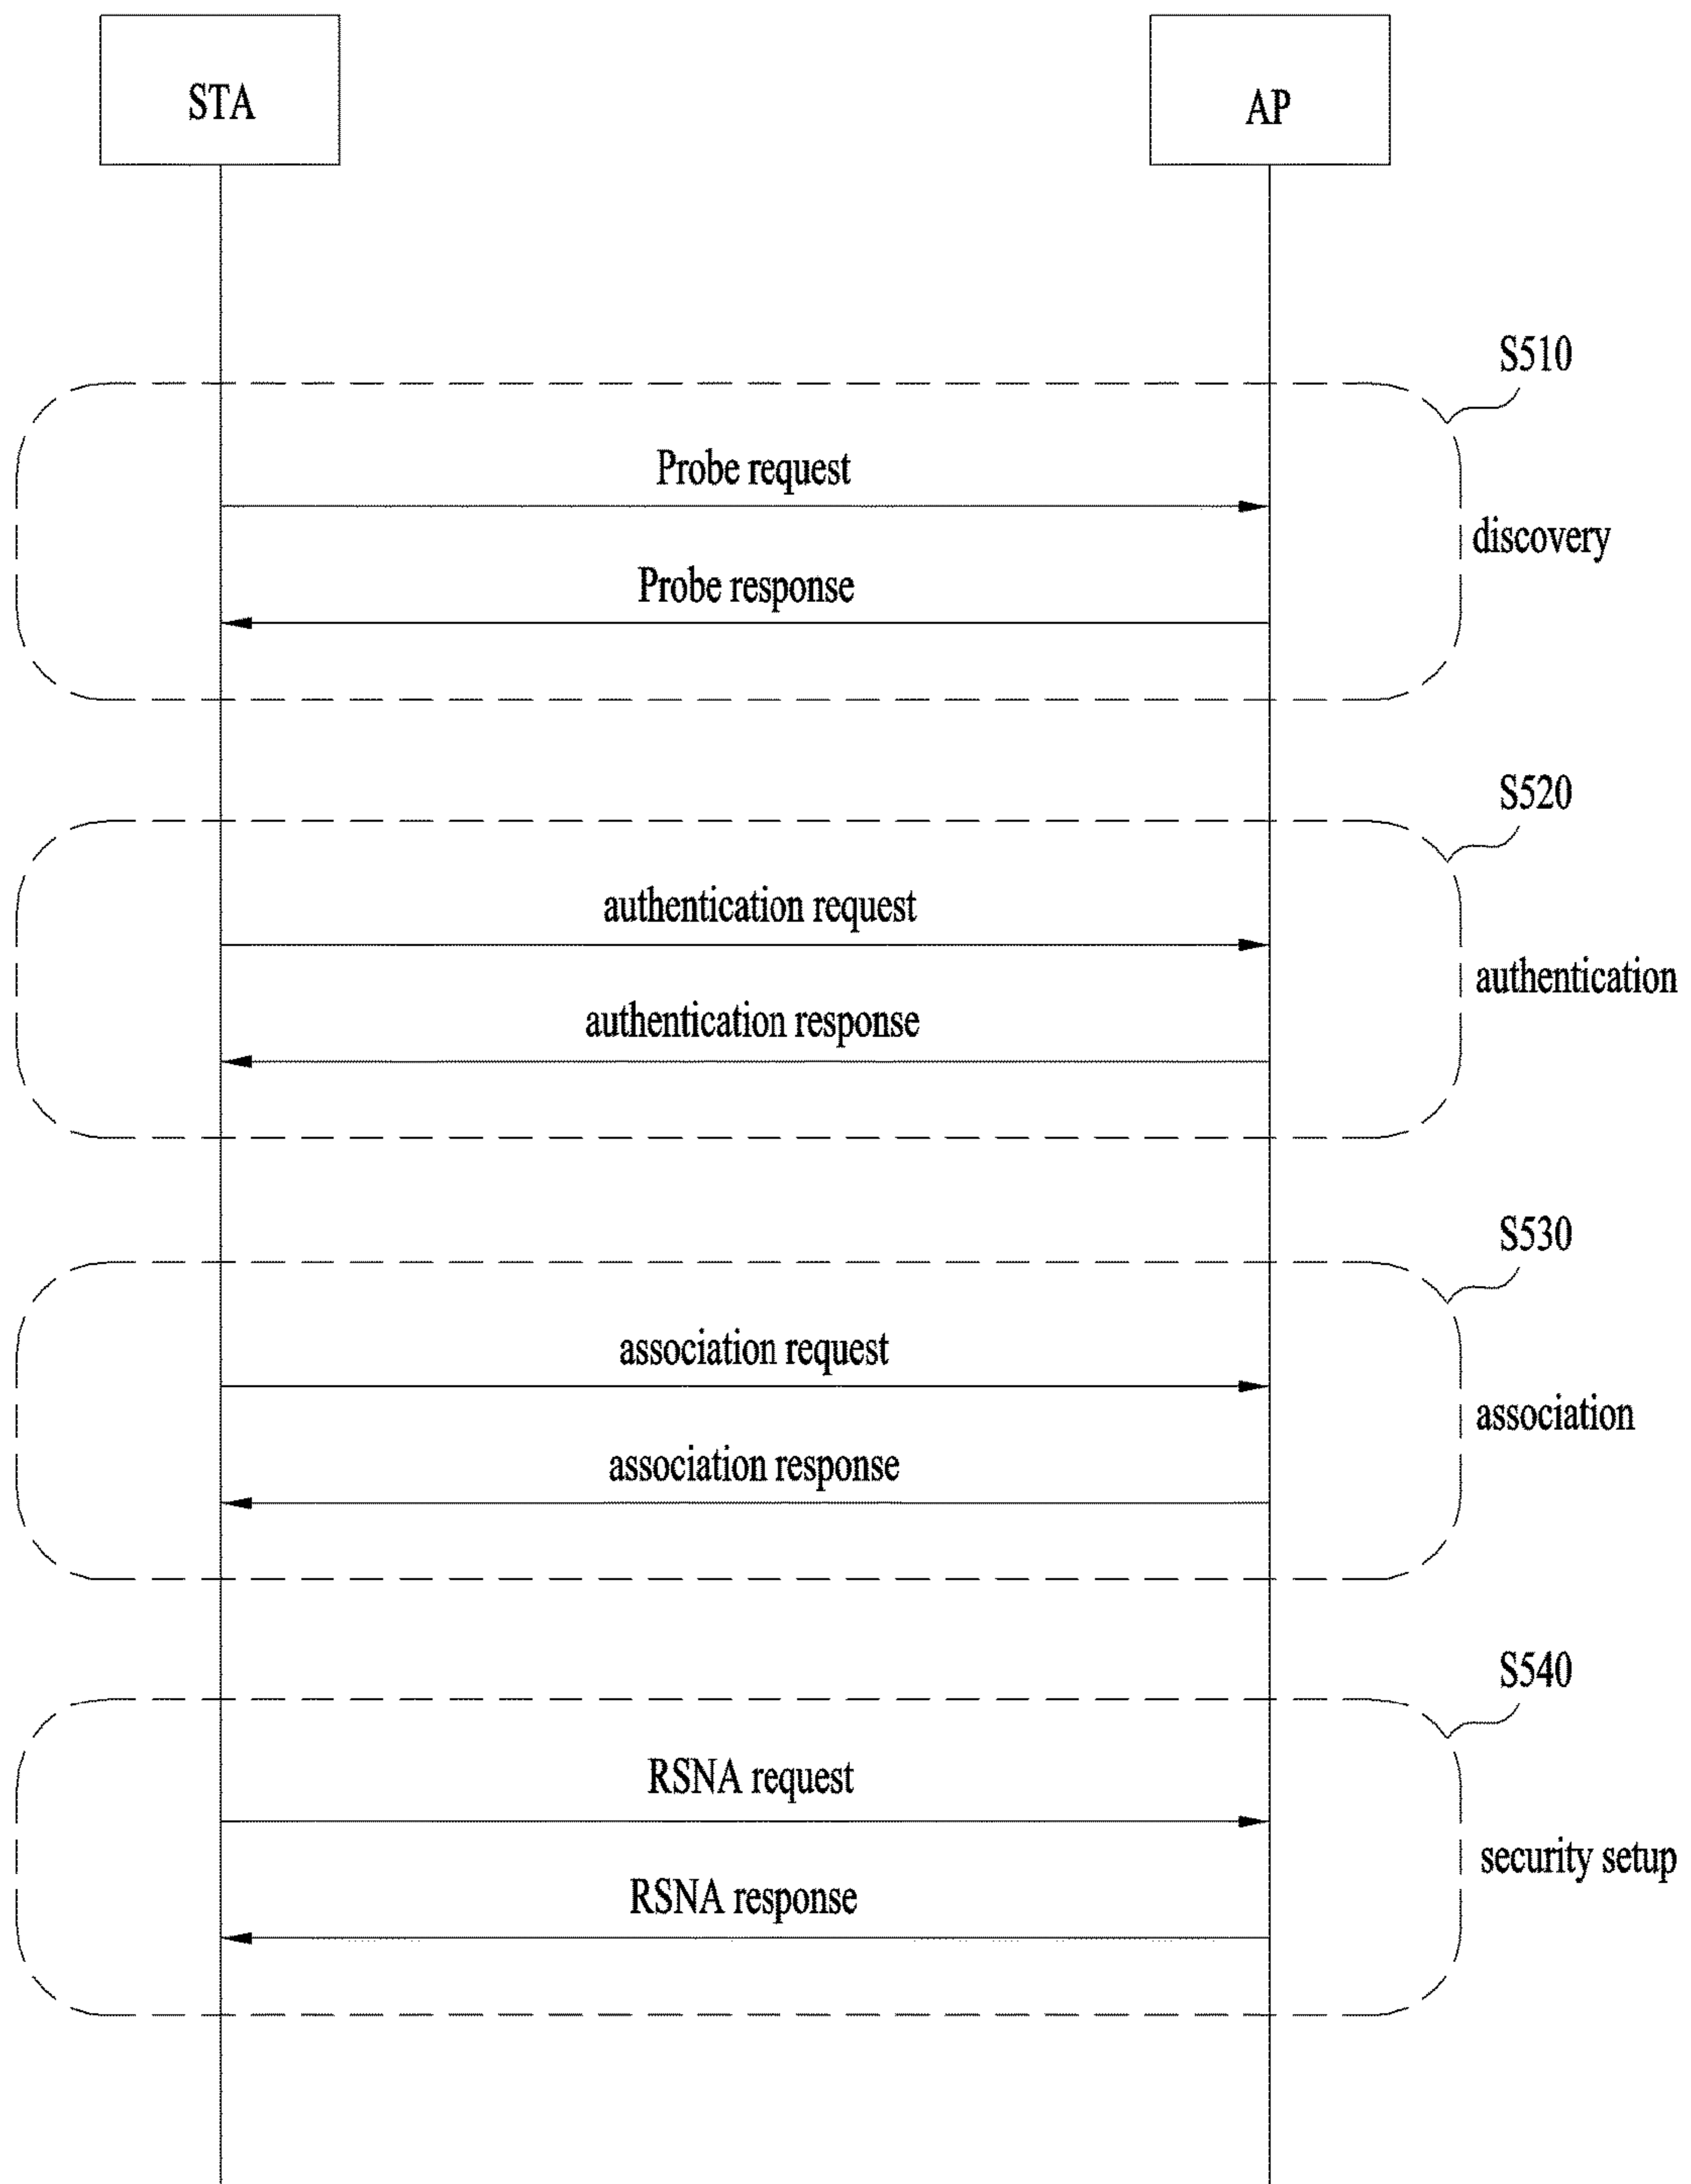 STA
AP
S510
Probe request
discovery
Probe response
S520
authentication request
authentication
authentication response
S530
association request
association
association response
S540
RSNA request
security setup
RSNA response